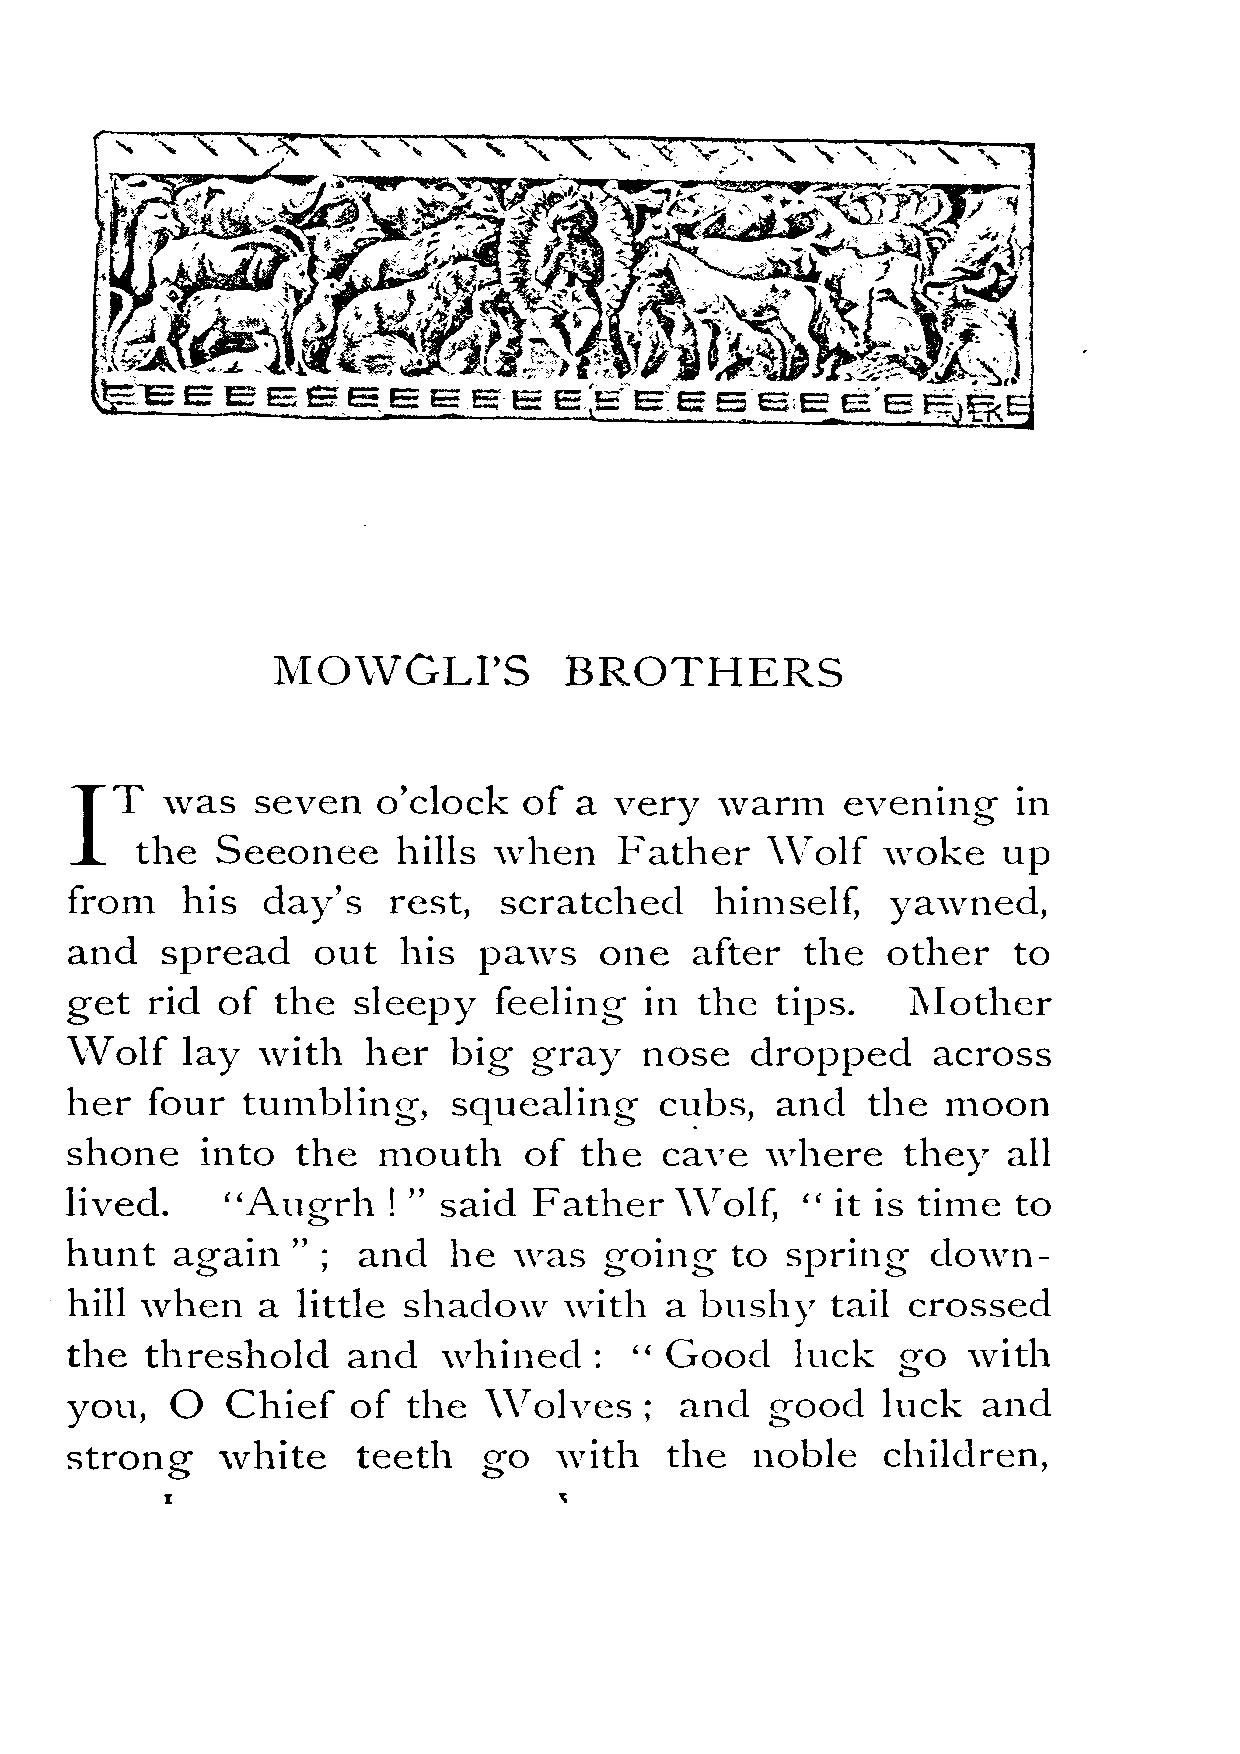 JLK
MOWGLI'S BROTHERS
IT was seven o'clock of a very warm evening in
the Seeonee hills when Father Wolf woke up
from his day's rest, scratched himself, yawned,
and spread out his paws one after the other to
get rid of the sleepy feeling in the tips. Mother
Wolf lay with her big gray nose dropped across
her four tumbling, squealing cubs, and the moon
shone into the mouth of the cave where they all
lived. "Augrh ! " said Father Wolf, " it is time to
hunt again " ; and he was going to spring down-
hill when a little shadow with a bushy tail crossed
the threshold and whined : " Good luck go with
you, O Chief of the Wolves ; and good luck and
strong white teeth go with the noble children,
1